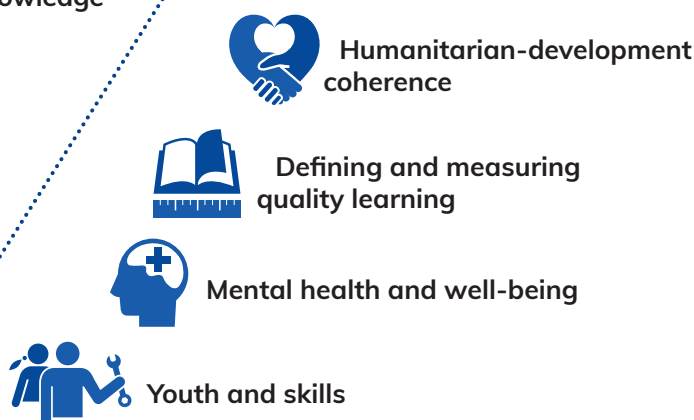 Humanitarian-development
coherence
Defining and measuring
quality learning
Mental health and well-being
Youth and skills